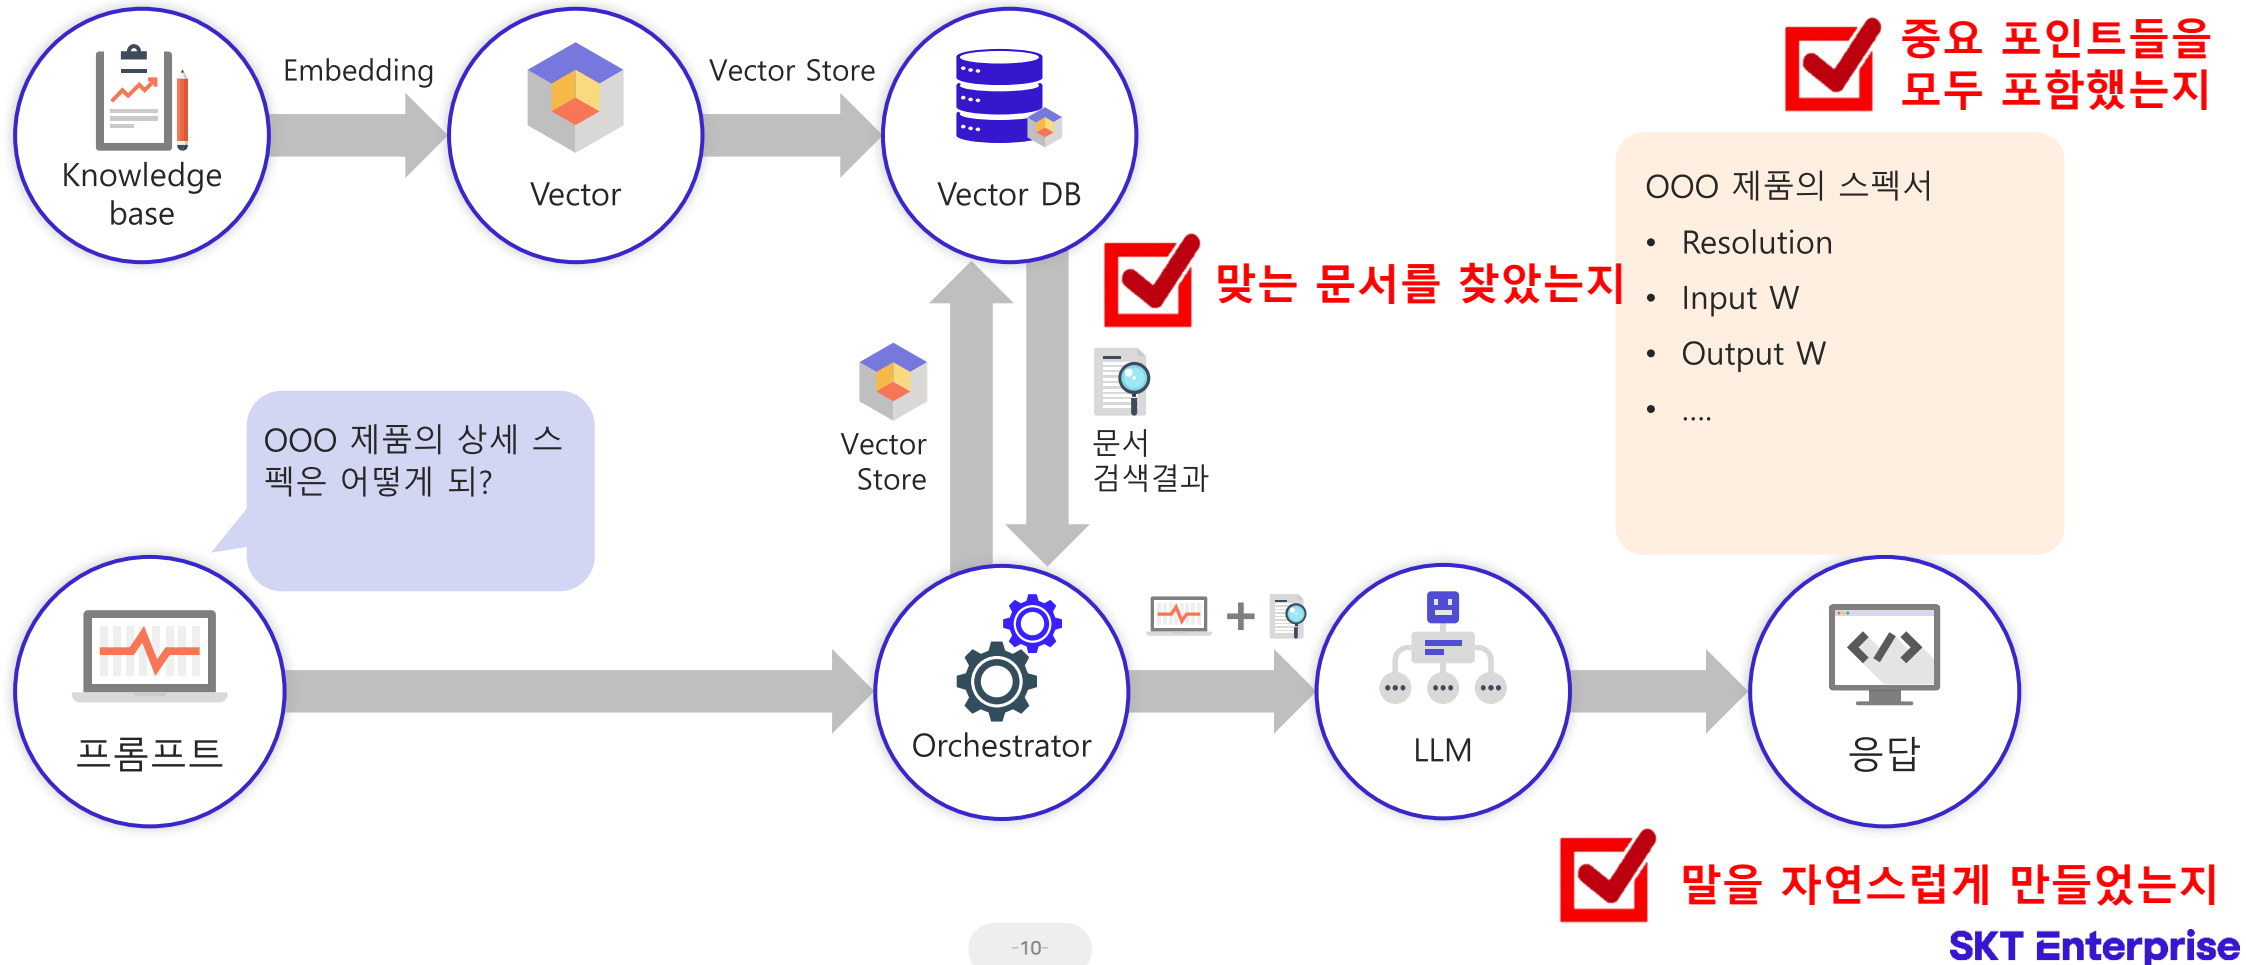 중요 포인트들을
모두 포함했는지
Embedding
Vector Store
Knowledge
base
Vector
Vector DB
맞는 문서를 찾았는지
OOO 제품의 스펙서
• Resolution
• Input W
• Output W
• ....
Vector
Store
문서
검색결과
OOO 제품의 상세 스
펙은 어떻게 되?
프롬프트
Orchestrator
LLM
응답
말을 자연스럽게 만들었는지
-10-
SKT Enterprise